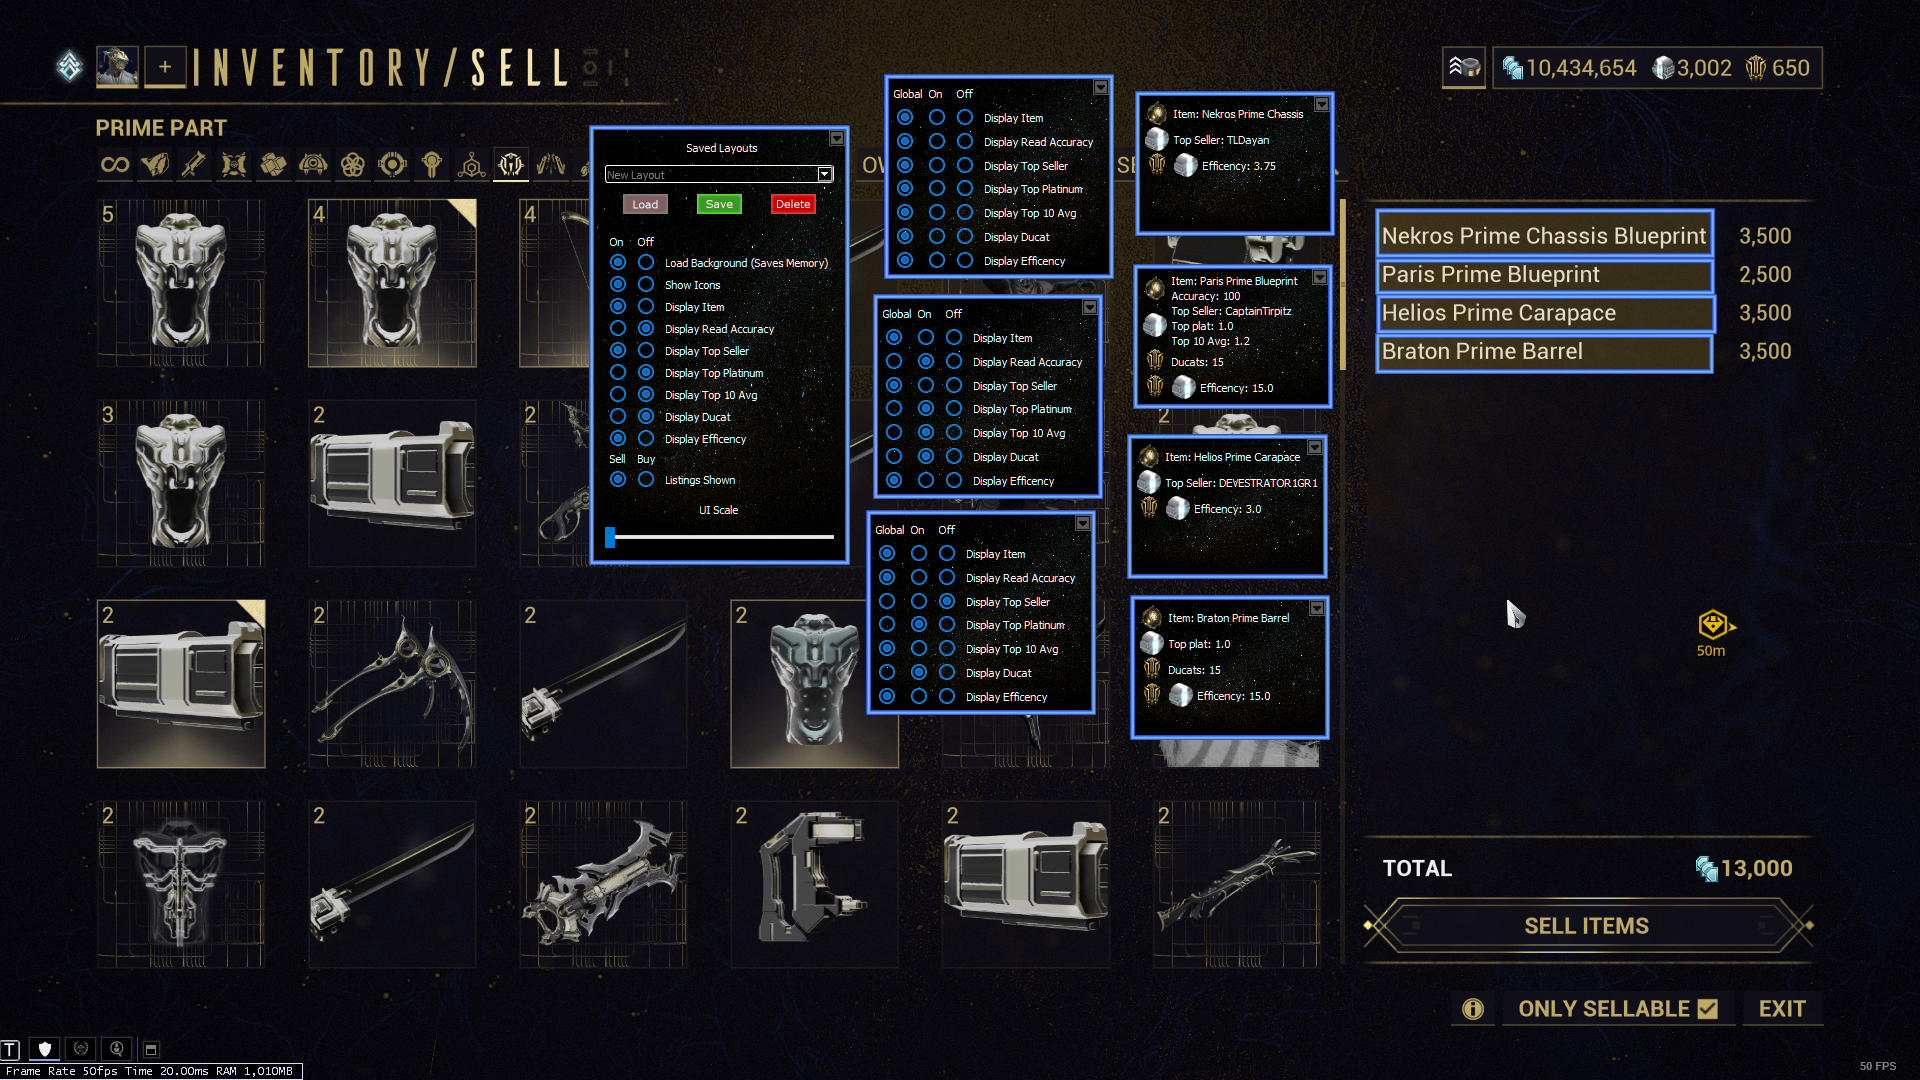 INVENTORY/SELL
10,434,654
3,002
650
PRIME PART
OW
SE
5
4
4
3
2
2
2
2
2
2
2
2
2
2
2
2
2
2
Saved Layouts
New Layout
Load
Save
Delete
On Off
Load Background (Saves Memory)
Show Icons
Display Item
Display Read Accuracy
Display Top Seller
Display Top Platinum
Display Top 10 Avg
Display Ducat
Display Efficency
Sell Buy
Listings Shown
UI Scale
Global On Off
Display Item
Display Read Accuracy
Display Top Seller
Display Top Platinum
Display Top 10 Avg
Display Ducat
Display Efficency
Global On Off
Display Item
Display Read Accuracy
Display Top Seller
Display Top Platinum
Display Top 10 Avg
Display Ducat
Display Efficency
Global On Off
Display Item
Display Read Accuracy
Display Top Seller
Display Top Platinum
Display Top 10 Avg
Display Ducat
Display Efficency
Item: Nekros Prime Chassis
Top Seller: TLDayan
Efficency: 3.75
Item: Paris Prime Blueprint
Accuracy: 100
Top Seller: CaptainTirpitz
Top plat: 1.0
Top 10 Avg: 1.2
Ducats: 15
Efficency: 15.0
Item: Helios Prime Carapace
Top Seller: DEVESTRATOR1GR1
Efficency: 3.0
Item: Braton Prime Barrel
Top plat: 1.0
Ducats: 15
Efficency: 15.0
Nekros Prime Chassis Blueprint 3,500
Paris Prime Blueprint 2,500
Helios Prime Carapace 3,500
Braton Prime Barrel 3,500
50m
TOTAL 13,000
SELL ITEMS
ONLY SELLABLE
EXIT
T
Frame Rate 50fps Time 20.00ms RAM 1,010MB
50 FPS